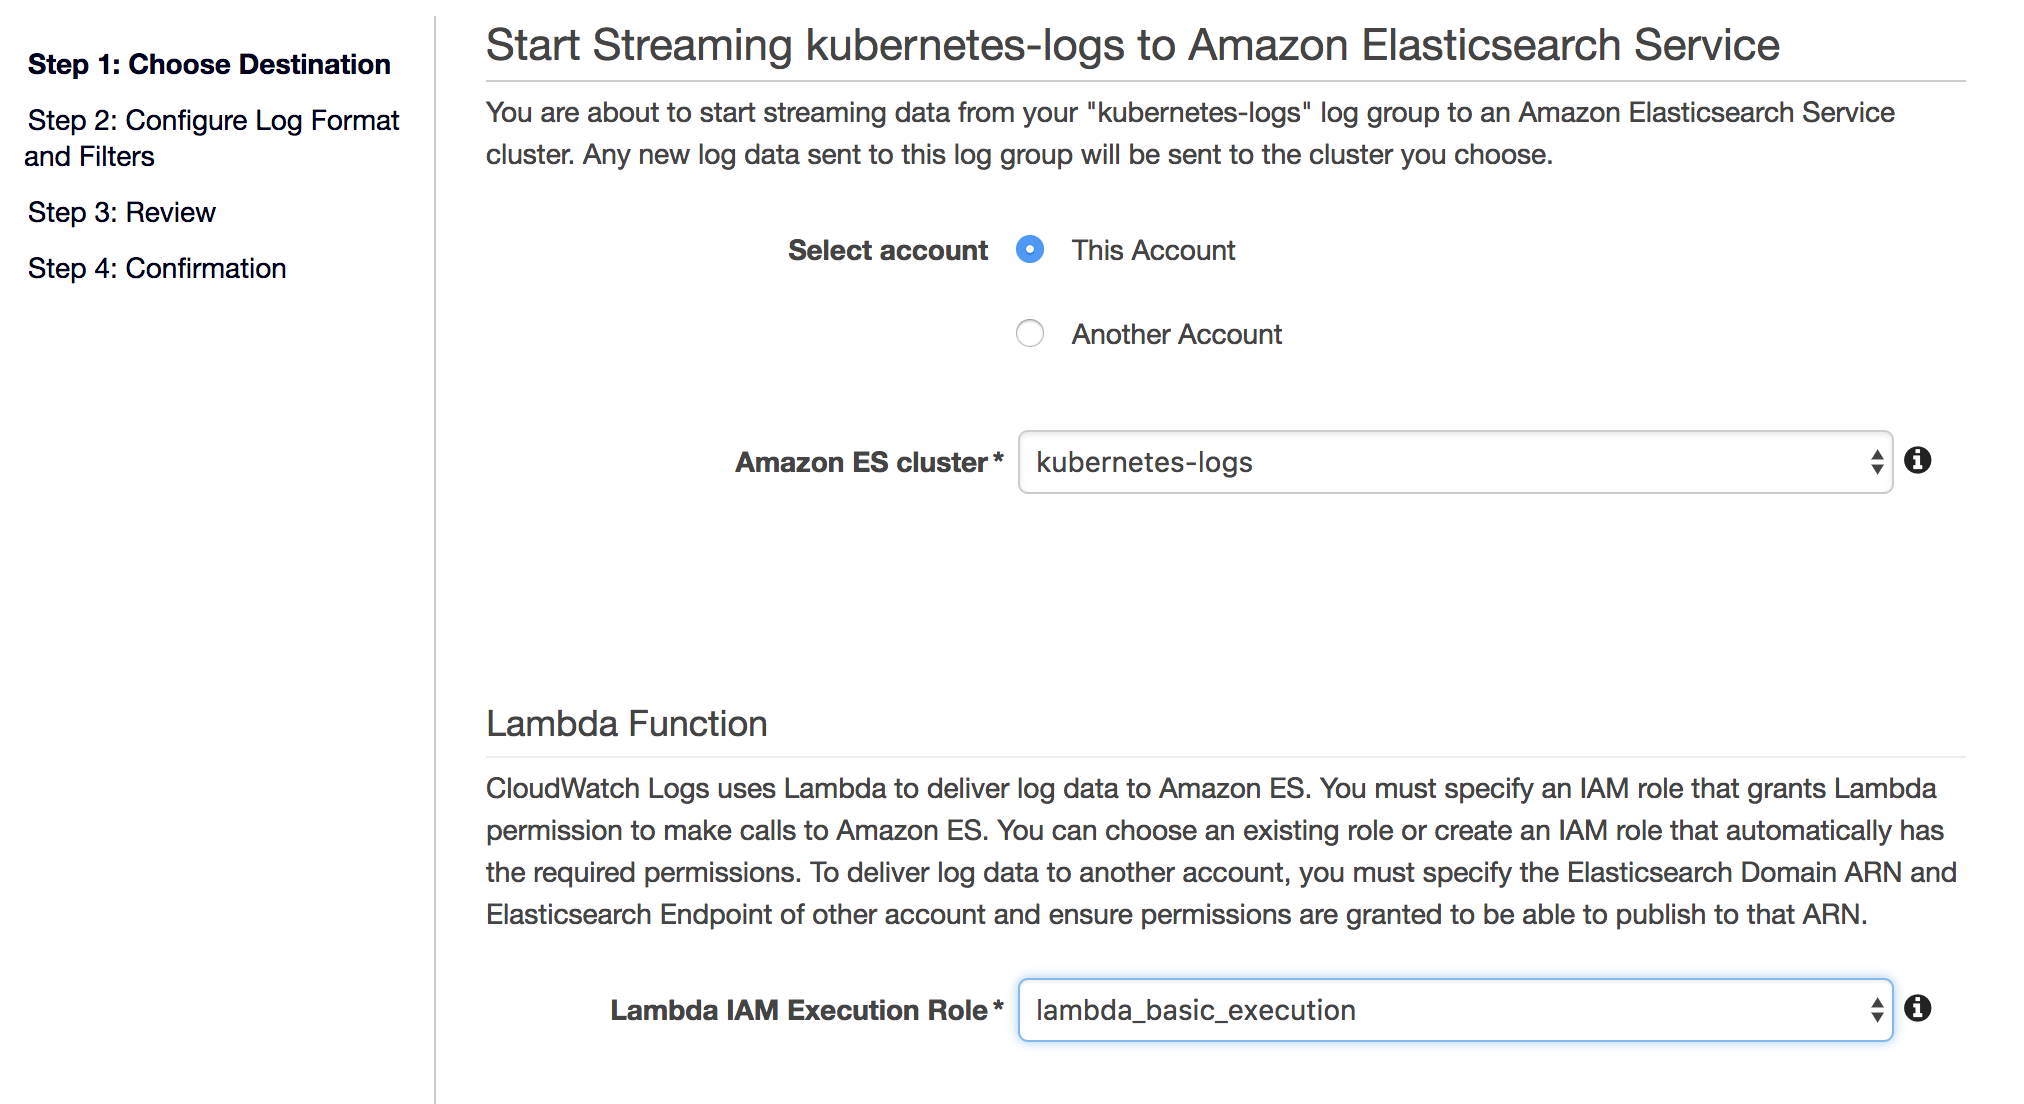 Step 1: Choose Destination
Step 2: Configure Log Format
and Filters
Step 3: Review
Step 4: Confirmation
Start Streaming kubernetes-logs to Amazon Elasticsearch Service
You are about to start streaming data from your "kubernetes-logs" log group to an Amazon Elasticsearch Service
cluster. Any new log data sent to this log group will be sent to the cluster you choose.
Select account This Account
Another Account
Amazon ES cluster* kubernetes-logs
Lambda Function
CloudWatch Logs uses Lambda to deliver log data to Amazon ES. You must specify an IAM role that grants Lambda
permission to make calls to Amazon ES. You can choose an existing role or create an IAM role that automatically has
the required permissions. To deliver log data to another account, you must specify the Elasticsearch Domain ARN and
Elasticsearch Endpoint of other account and ensure permissions are granted to be able to publish to that ARN.
Lambda IAM Execution Role* lambda_basic_execution